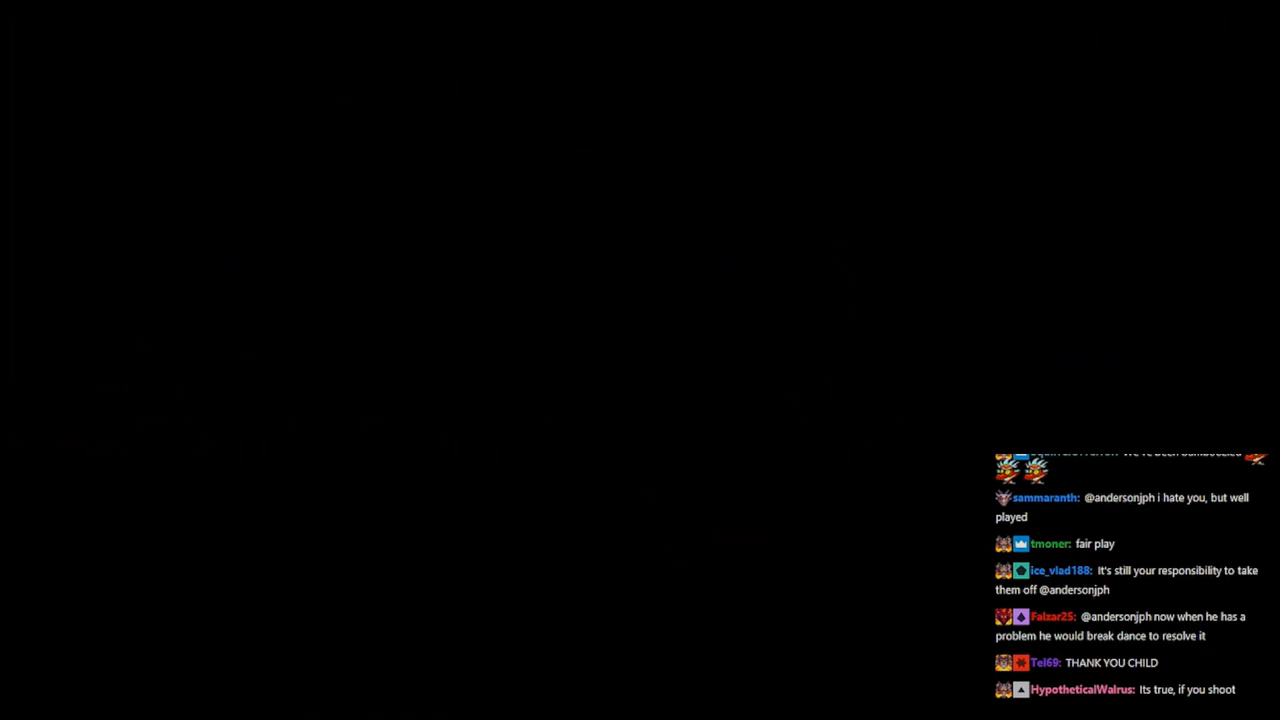 sammaranth: @andersonjph i hate you, but well
played
tmoner: fair play
ice_vlad188: It's still your responsibility to take
them off @andersonjph
Falzar25: @andersonjph now when he has a
problem he would break dance to resolve it
Tel69: THANK YOU CHILD
HypotheticalWalrus: Its true, if you shoot